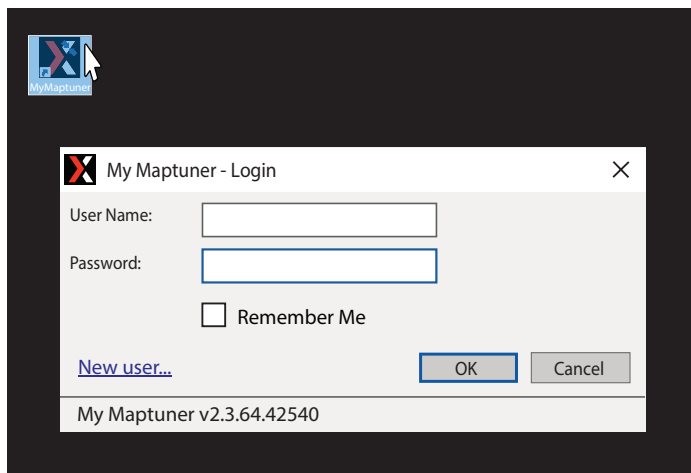 MyMaptuner
My Maptuner - Login
User Name:
Password:
Remember Me
New user...
OK
Cancel
My Maptuner v2.3.64.42540